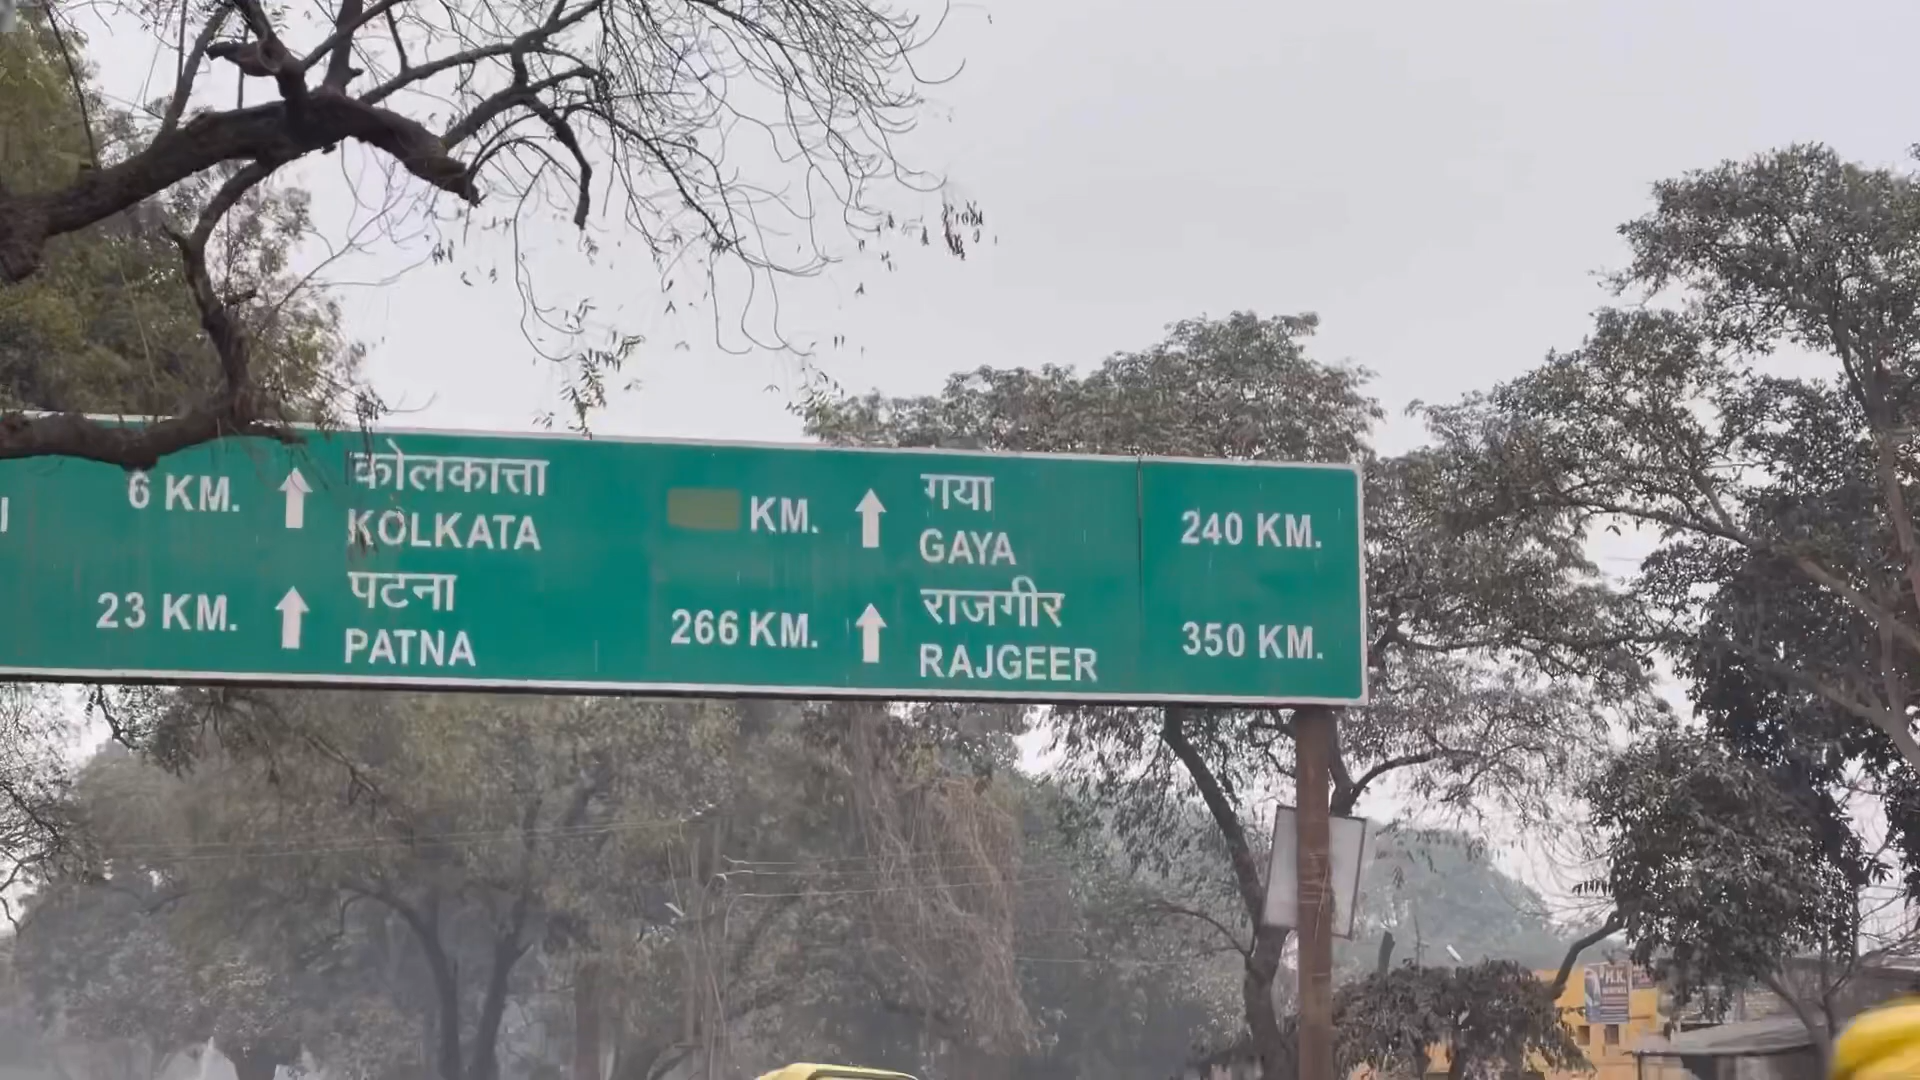 6 KM.
कोलकात्ता
KOLKATA
KM.
गया
GAYA
240 KM.
23 KM.
पटना
PATNA
266 KM.
राजगीर
RAJGEER
350 KM.
M.K.